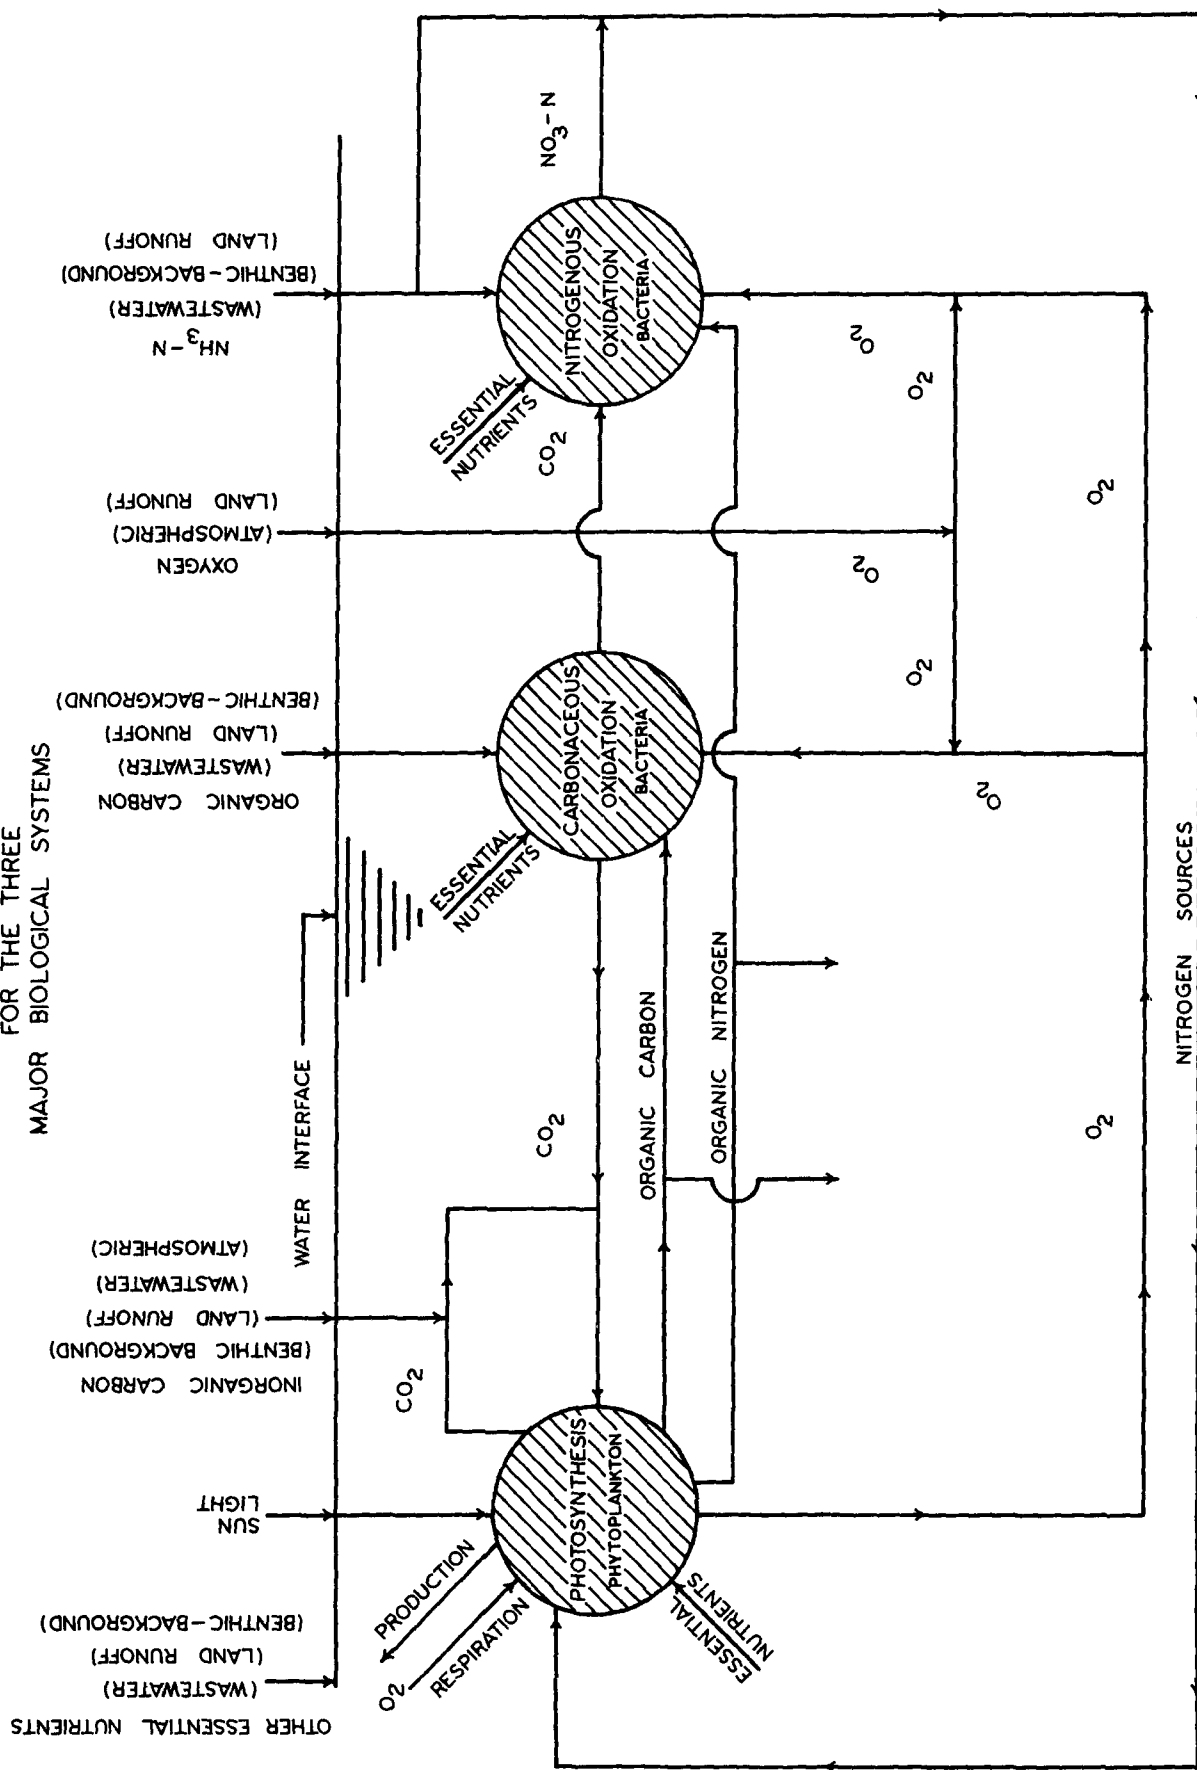 FOR THE THREE
MAJOR BIOLOGICAL SYSTEMS
OTHER ESSENTIAL NUTRIENTS
(WASTEWATER)
(LAND RUNOFF)
(BENTHIC-BACKGROUND)
SUN
LIGHT
INORGANIC CARBON
(BENTHIC BACKGROUND)
(LAND RUNOFF)
(WASTEWATER)
(ATMOSPHERIC)
WATER INTERFACE
ORGANIC CARBON
(WASTEWATER)
(LAND RUNOFF)
(BENTHIC-BACKGROUND)
OXYGEN
(ATMOSPHERIC)
(LAND RUNOFF)
NH3-N
(WASTEWATER)
(BENTHIC-BACKGROUND)
(LAND RUNOFF)
PRODUCTION
O2
RESPIRATION
CO2
ESSENTIAL
NUTRIENTS
ESSENTIAL
NUTRIENTS
PHOTOSYNTHESIS
PHYTOPLANKTON
CO2
CARBONACEOUS
OXIDATION
BACTERIA
CO2
NITROGENOUS
OXIDATION
BACTERIA
NO3-N
ESSENTIAL
NUTRIENTS
ORGANIC CARBON
ORGANIC NITROGEN
O2
O2
O2
O2
O2
O2
O2
NITROGEN SOURCES